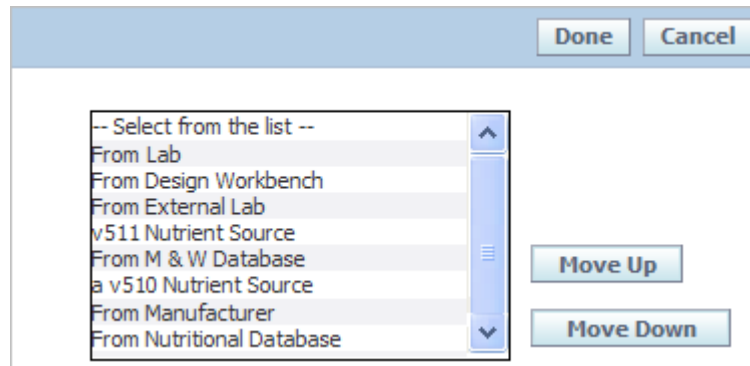 Done
Cancel
-- Select from the list --
From Lab
From Design Workbench
From External Lab
v511 Nutrient Source
From M & W Database
a v510 Nutrient Source
From Manufacturer
From Nutritional Database
Move Up
Move Down